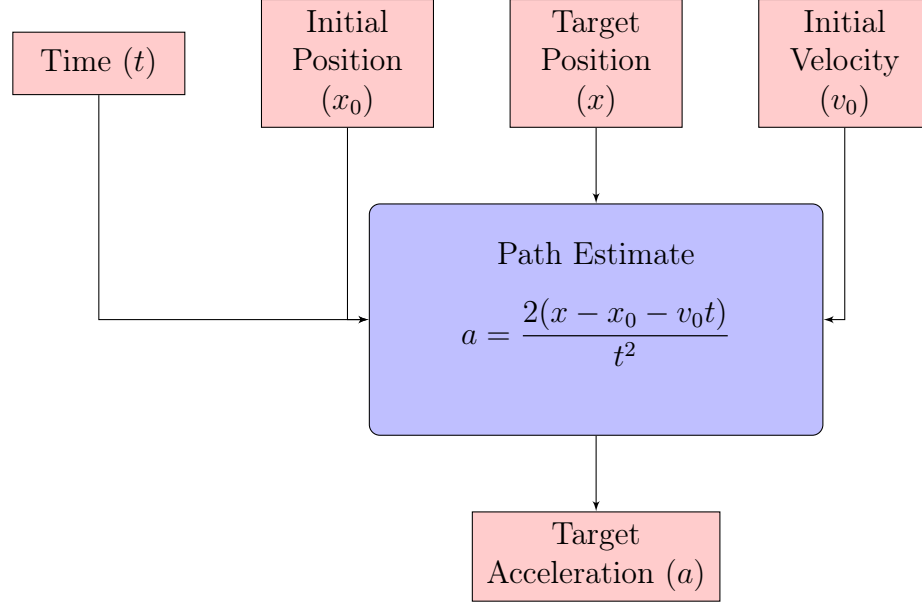 Time (t)
Initial
Position
(x₀)
Target
Position
(x)
Initial
Velocity
(v₀)
Path Estimate
a = 2(x − x₀ − v₀t) / t²
Target
Acceleration (a)